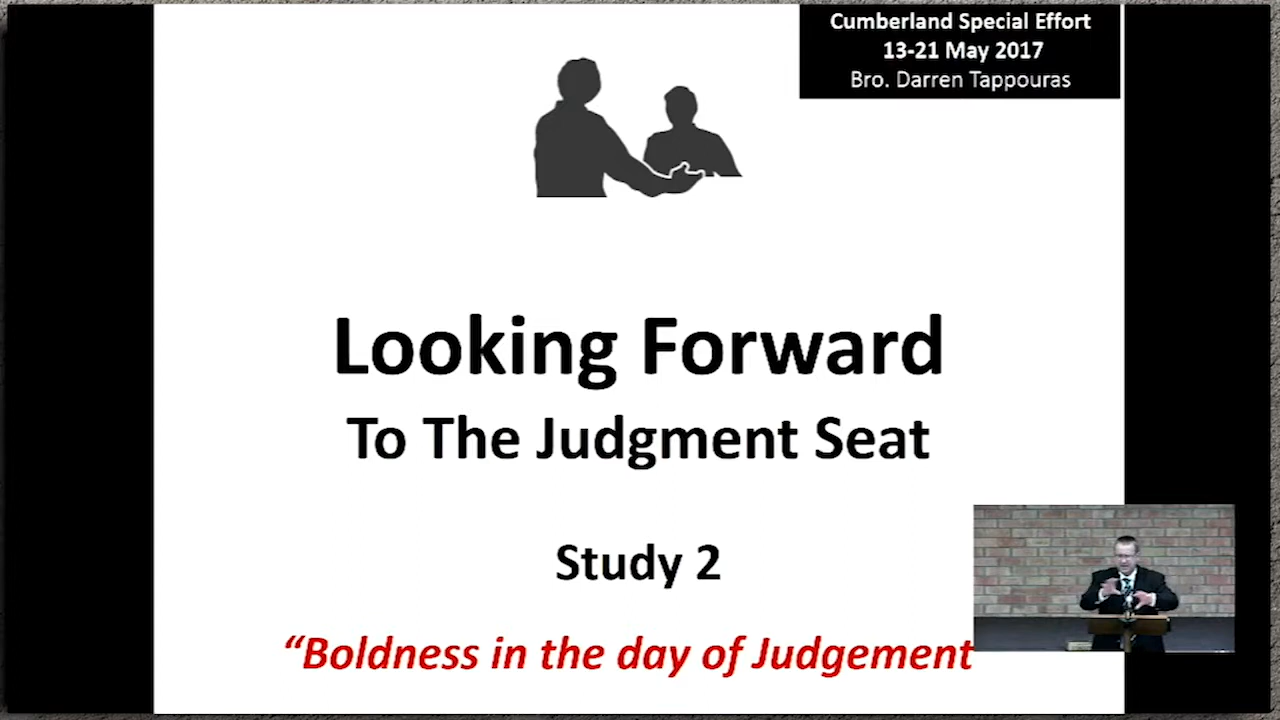 Cumberland Special Effort
13-21 May 2017
Bro. Darren Tappouras
Looking Forward
To The Judgment Seat
Study 2
“Boldness in the day of Judgement